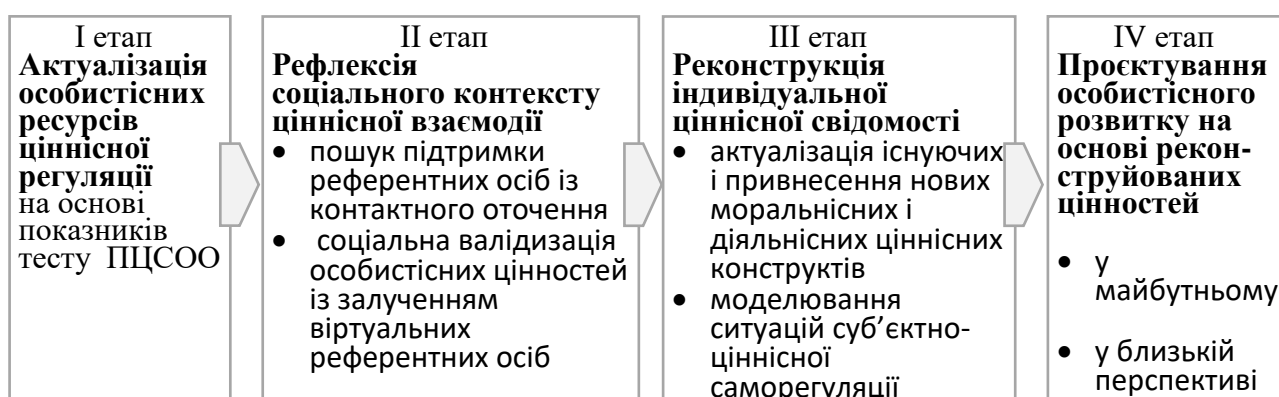 І етап
Актуалізація
особистісних
ресурсів
ціннісної
регуляції
на основі
показників
тесту ПЦСОО
ІІ етап
Рефлексія
соціального контексту
ціннісної взаємодії
• пошук підтримки
референтних осіб із
контактного оточення
• соціальна валідизація
особистісних цінностей
із залученням
віртуальних
референтних осіб
ІІІ етап
Реконструкція
індивідуальної
ціннісної свідомості
• актуалізація існуючих
і привнесення нових
моральнісних і
діяльнісних ціннісних
конструктів
• моделювання
ситуацій суб’єктно-
ціннісної
саморегуляції
IV етап
Проєктування
особистісного
розвитку на
основі рекон-
струйованих
цінностей
• у
майбутньому
• у близькій
перспективі